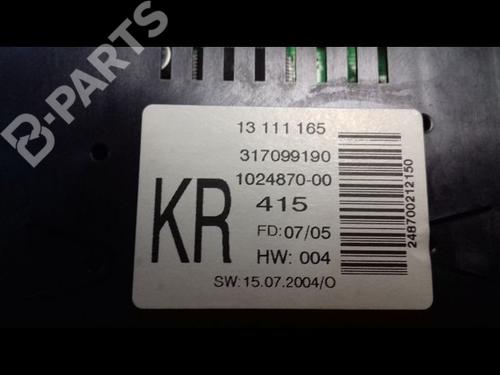 B-PARTS
13 111 165
317099190
1024870-00
KR
415
FD: 07/05
HW: 004
SW: 15.07.2004/O
248700212150
B-PARTS